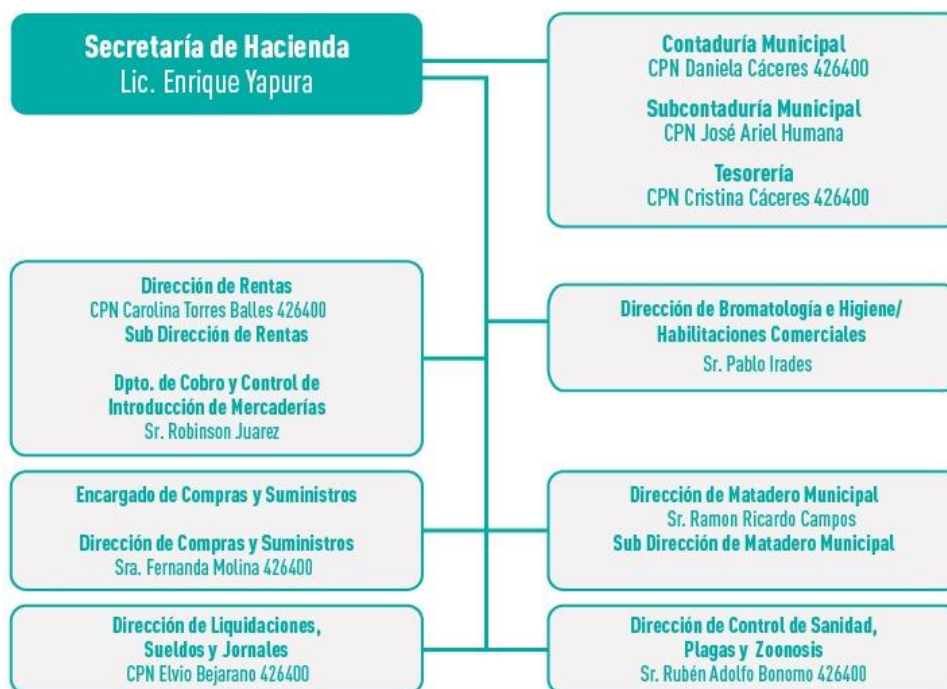 Secretaría de Hacienda
Lic. Enrique Yapura
Contaduría Municipal
CPN Daniela Cáceres 426400
Subcontaduría Municipal
CPN José Ariel Humana
Tesorería
CPN Cristina Cáceres 426400
Dirección de Rentas
CPN Carolina Torres Balles 426400
Sub Dirección de Rentas
Dpto. de Cobro y Control de
Introducción de Mercaderías
Sr. Robinson Juarez
Dirección de Bromatología e Higiene/
Habilitaciones Comerciales
Sr. Pablo Irades
Encargado de Compras y Suministros
Dirección de Compras y Suministros
Sra. Fernanda Molina 426400
Dirección de Matadero Municipal
Sr. Ramon Ricardo Campos
Sub Dirección de Matadero Municipal
Dirección de Liquidaciones,
Sueldos y Jornales
CPN Elvio Bejarano 426400
Dirección de Control de Sanidad,
Plagas y Zoonosis
Sr. Rubén Adolfo Bonomo 426400